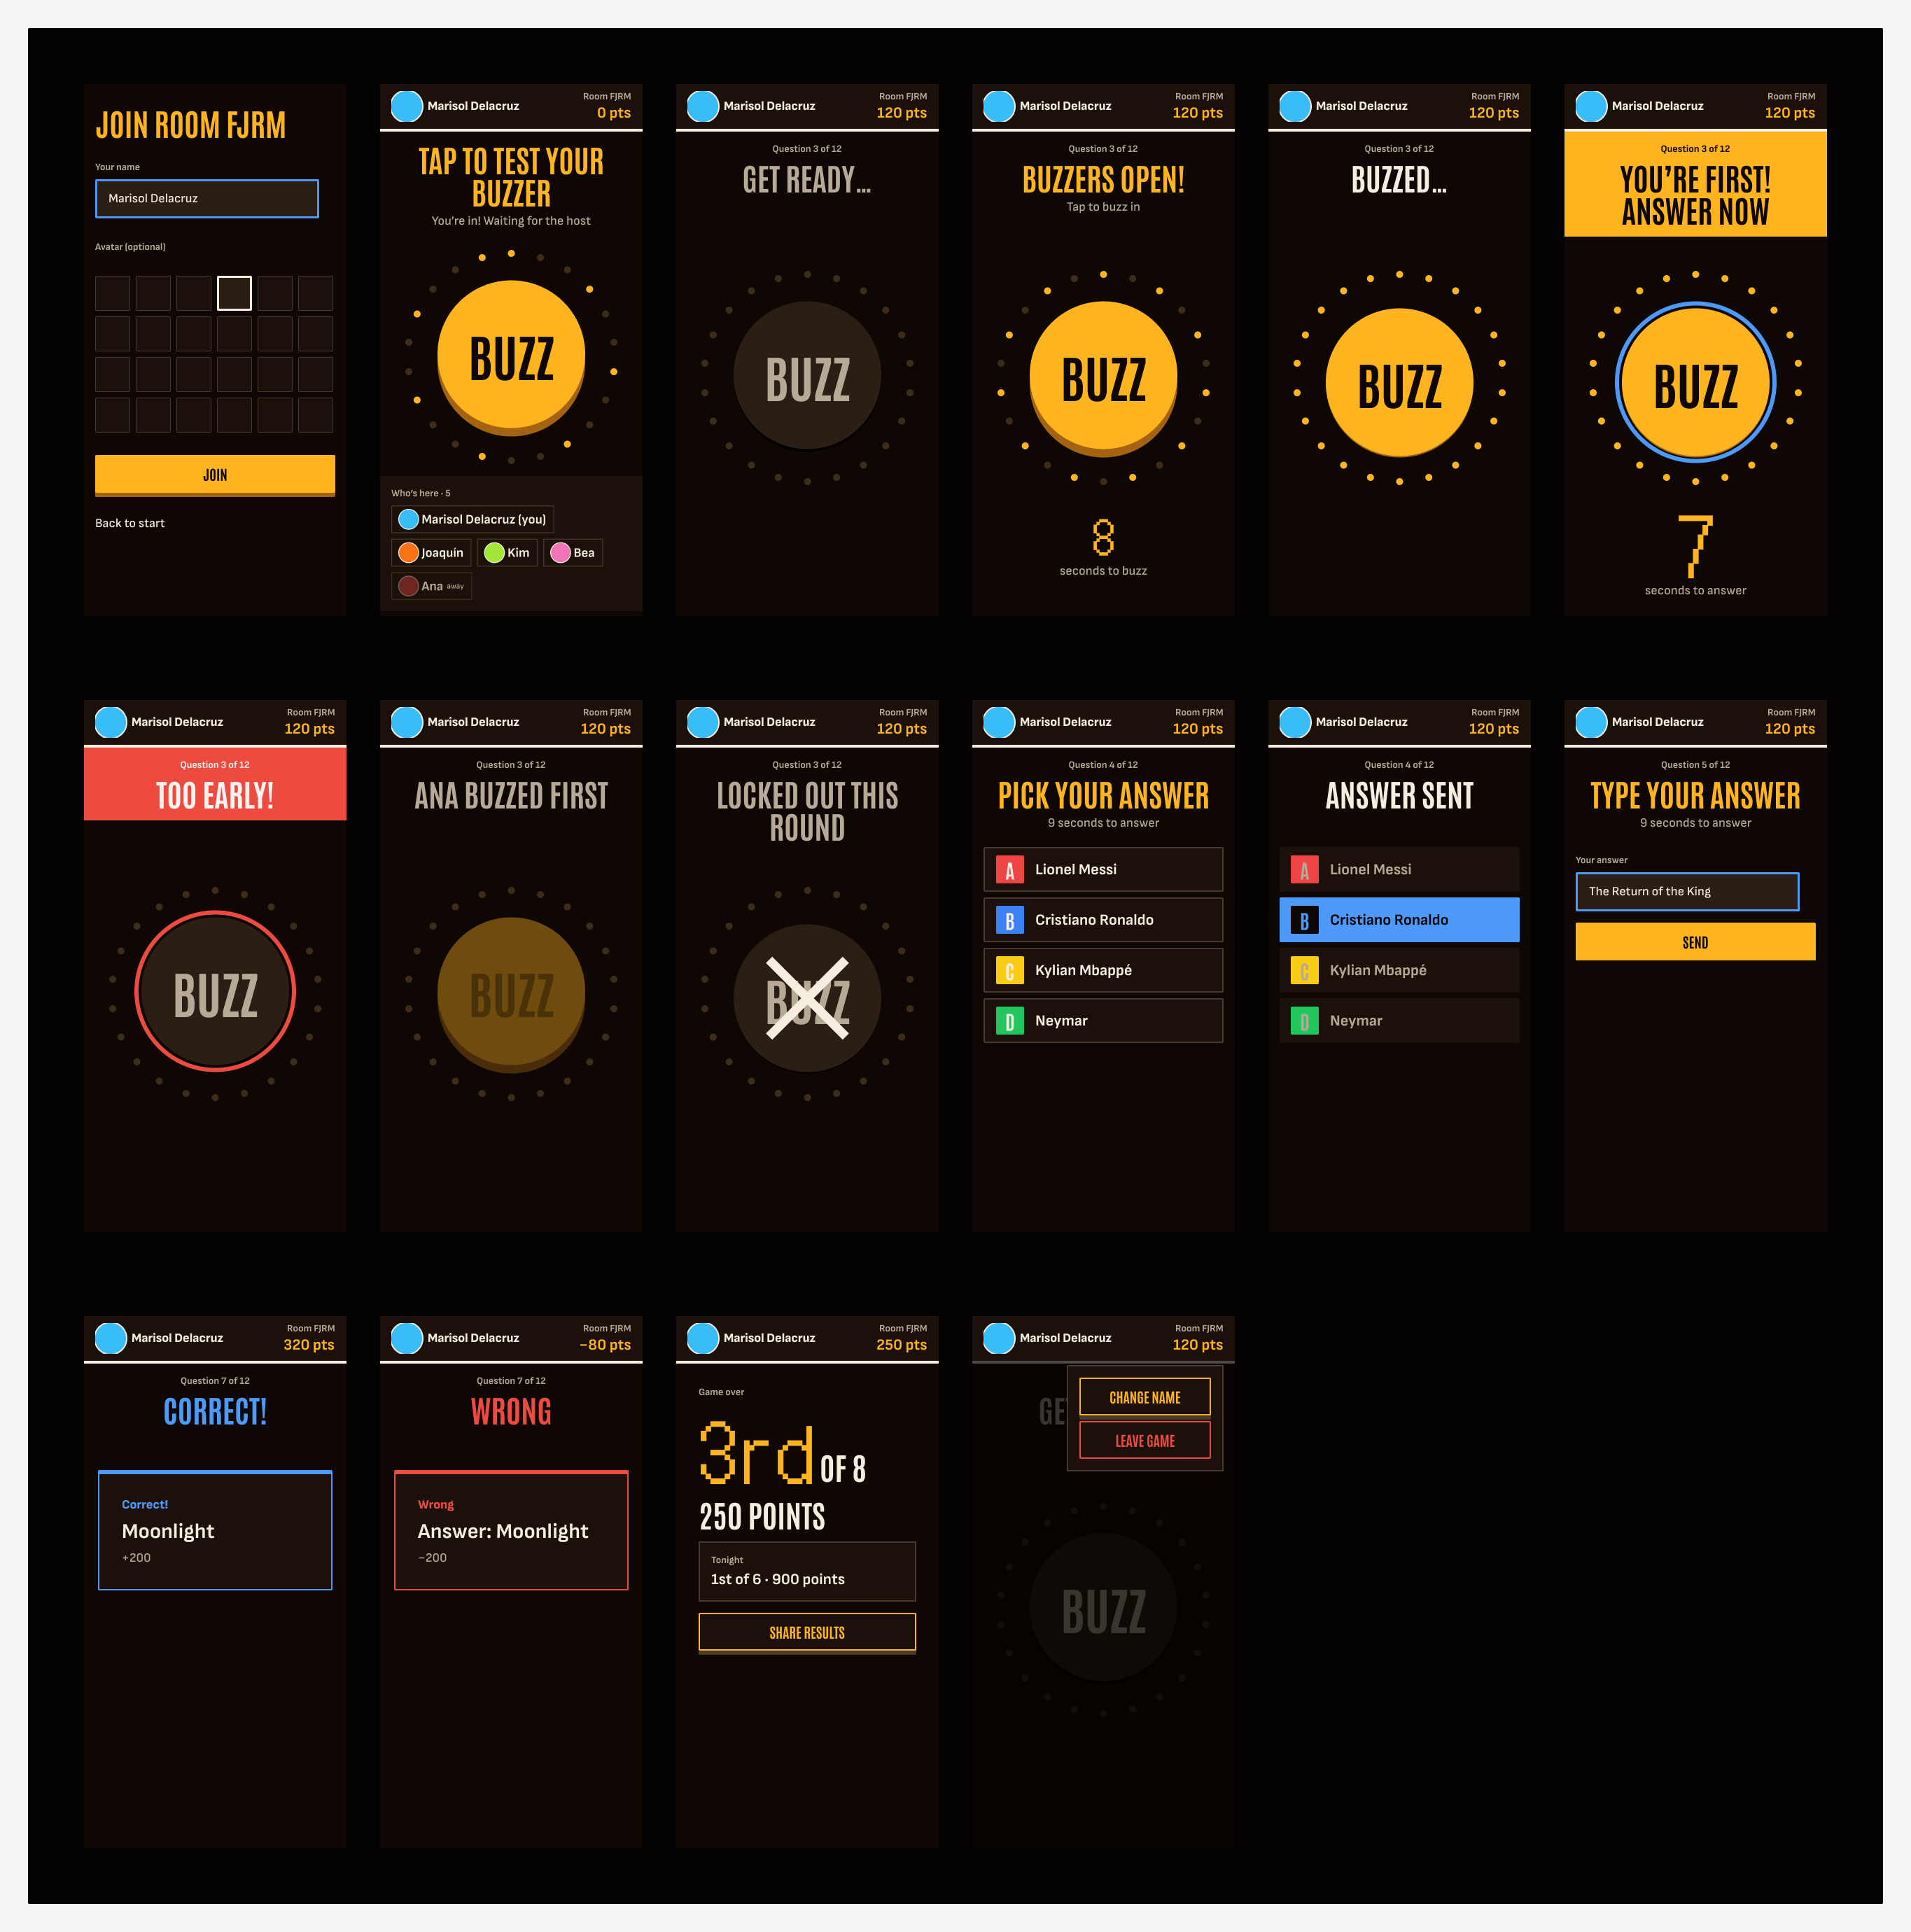 JOIN ROOM FJRM
Your name
Marisol Delacruz
Avatar (optional)
JOIN
Back to start
Marisol Delacruz
Room FJRM
0 pts
TAP TO TEST YOUR
BUZZER
You're in! Waiting for the host
BUZZ
Who's here · 5
Marisol Delacruz (you)
Joaquín
Kim
Bea
Ana away
Marisol Delacruz
Room FJRM
120 pts
Question 3 of 12
GET READY…
BUZZ
Marisol Delacruz
Room FJRM
120 pts
Question 3 of 12
BUZZERS OPEN!
Tap to buzz in
BUZZ
8
seconds to buzz
Marisol Delacruz
Room FJRM
120 pts
Question 3 of 12
BUZZED…
BUZZ
Marisol Delacruz
Room FJRM
120 pts
Question 3 of 12
YOU'RE FIRST!
ANSWER NOW
BUZZ
7
seconds to answer
Marisol Delacruz
Room FJRM
120 pts
Question 3 of 12
TOO EARLY!
BUZZ
Marisol Delacruz
Room FJRM
120 pts
Question 3 of 12
ANA BUZZED FIRST
BUZZ
Marisol Delacruz
Room FJRM
120 pts
Question 3 of 12
LOCKED OUT THIS
ROUND
BUZZ
Marisol Delacruz
Room FJRM
120 pts
Question 4 of 12
PICK YOUR ANSWER
9 seconds to answer
A Lionel Messi
B Cristiano Ronaldo
C Kylian Mbappé
D Neymar
Marisol Delacruz
Room FJRM
120 pts
Question 4 of 12
ANSWER SENT
A Lionel Messi
B Cristiano Ronaldo
C Kylian Mbappé
D Neymar
Marisol Delacruz
Room FJRM
120 pts
Question 5 of 12
TYPE YOUR ANSWER
9 seconds to answer
Your answer
The Return of the King
SEND
Marisol Delacruz
Room FJRM
320 pts
Question 7 of 12
CORRECT!
Correct!
Moonlight
+200
Marisol Delacruz
Room FJRM
−80 pts
Question 7 of 12
WRONG
Wrong
Answer: Moonlight
−200
Marisol Delacruz
Room FJRM
250 pts
Game over
3rd OF 8
250 POINTS
Tonight
1st of 6 · 900 points
SHARE RESULTS
Marisol Delacruz
Room FJRM
120 pts
CHANGE NAME
GE
LEAVE GAME
BUZZ